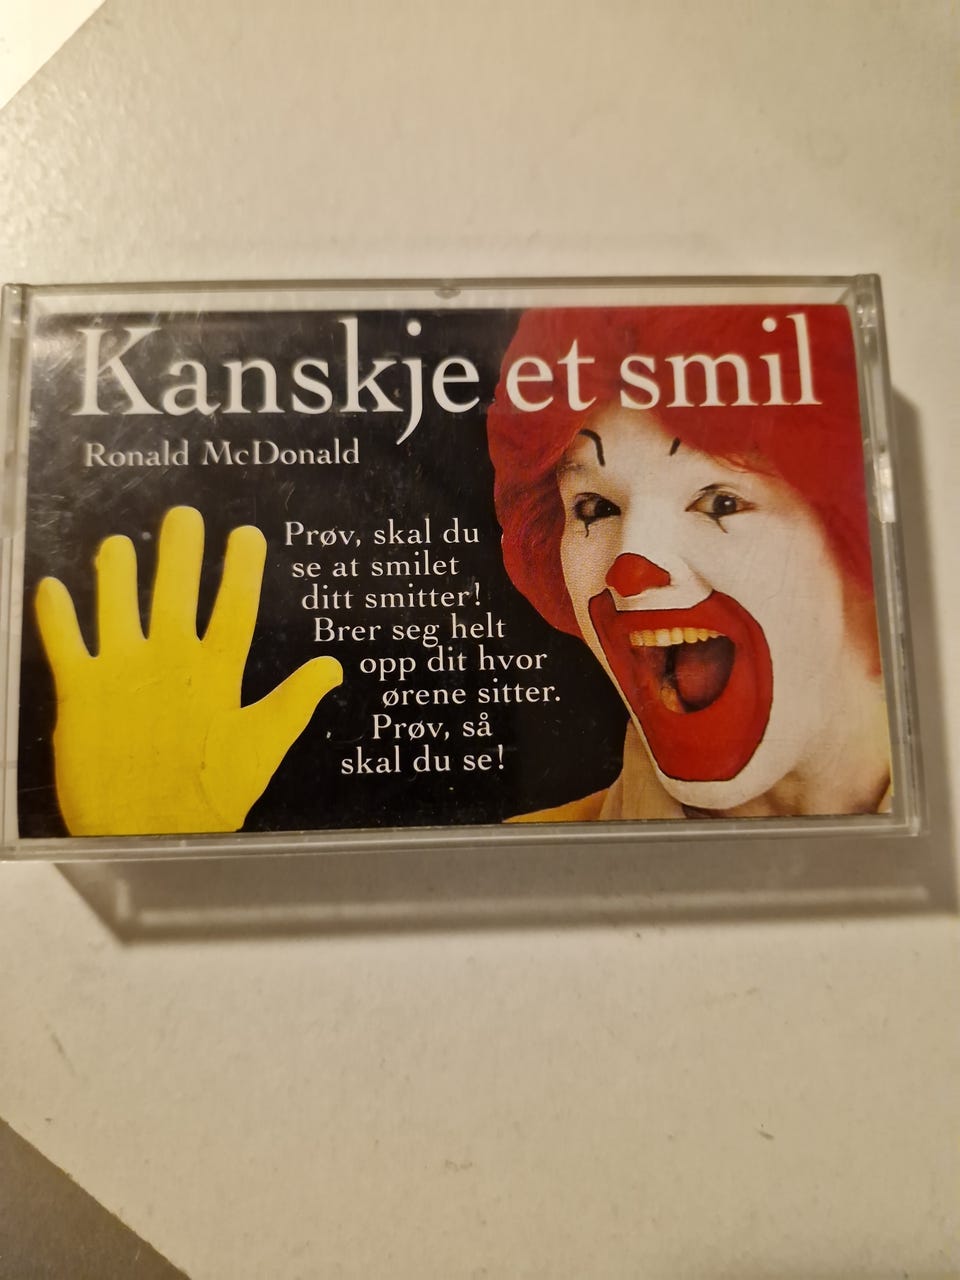 Kanskje et smil
Ronald McDonald
Prøv, skal du
se at smilet
ditt smitter!
Brer seg helt
opp dit hvor
ørene sitter.
Prøv, så
skal du se!